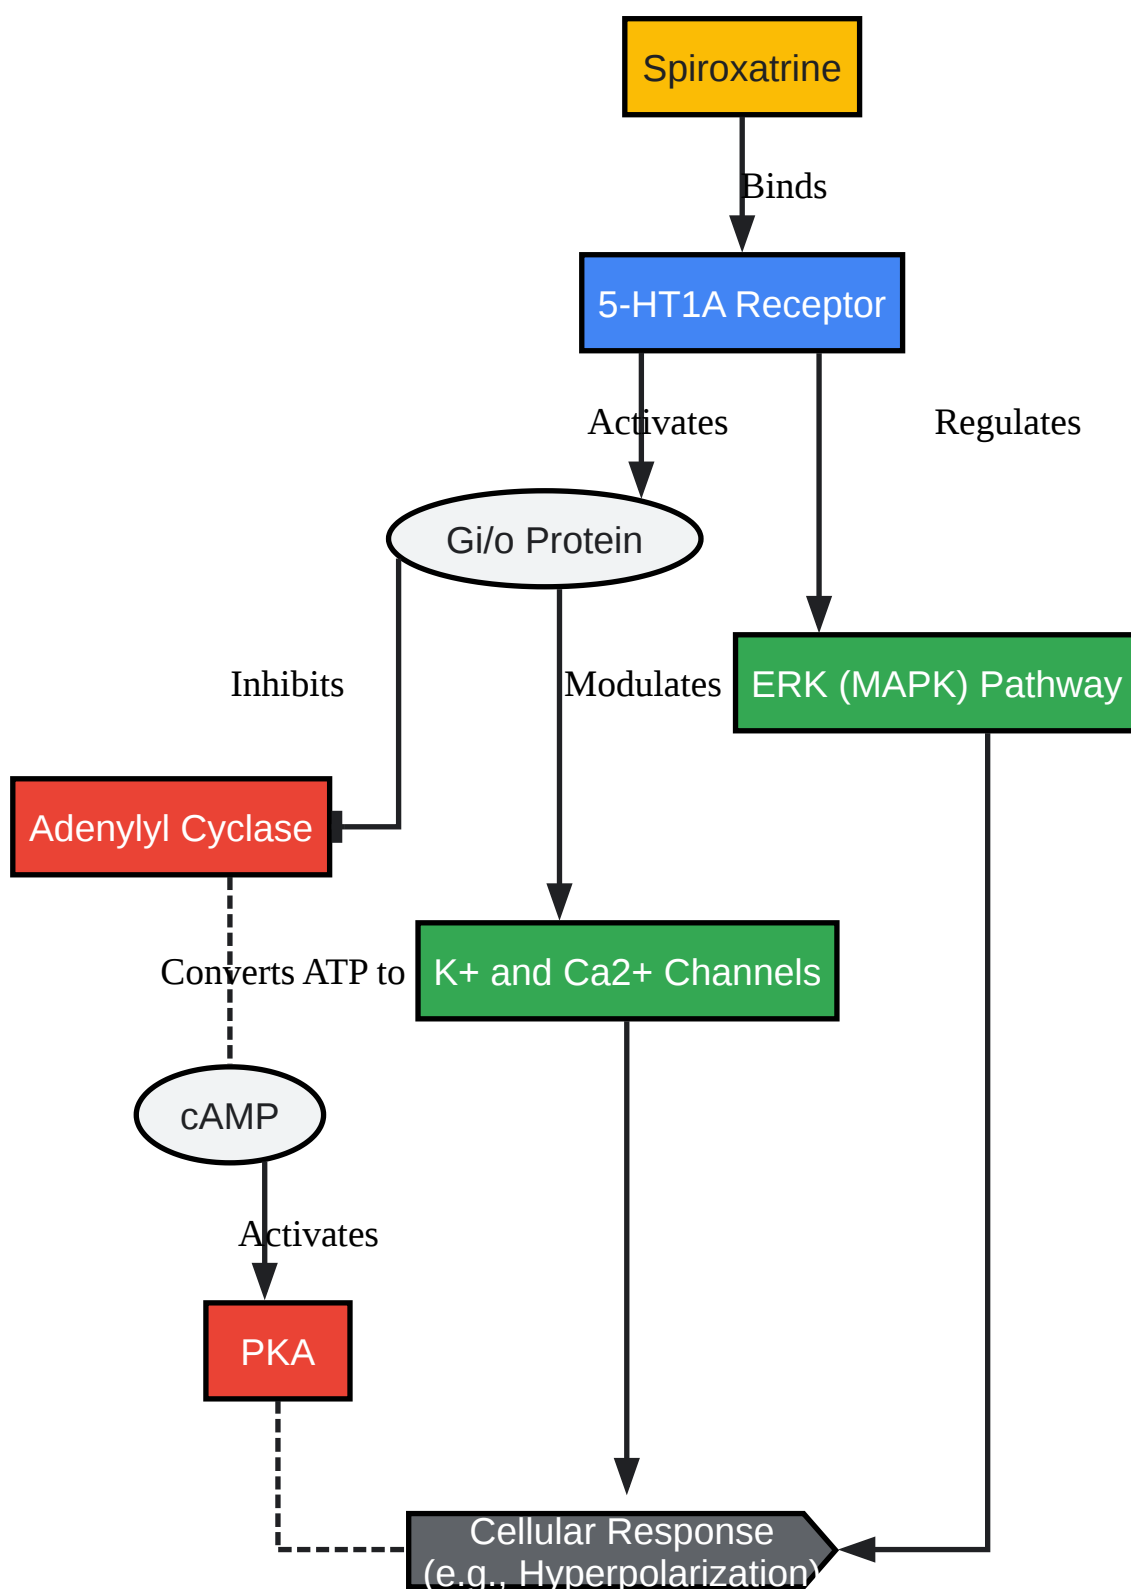 Spiroxatrine
Binds
5-HT1A Receptor
Activates
Regulates
Gi/o Protein
Inhibits
Modulates
ERK (MAPK) Pathway
Adenylyl Cyclase
Converts ATP to
K+ and Ca2+ Channels
cAMP
Activates
PKA
Cellular Response
(e.g., Hyperpolarization)